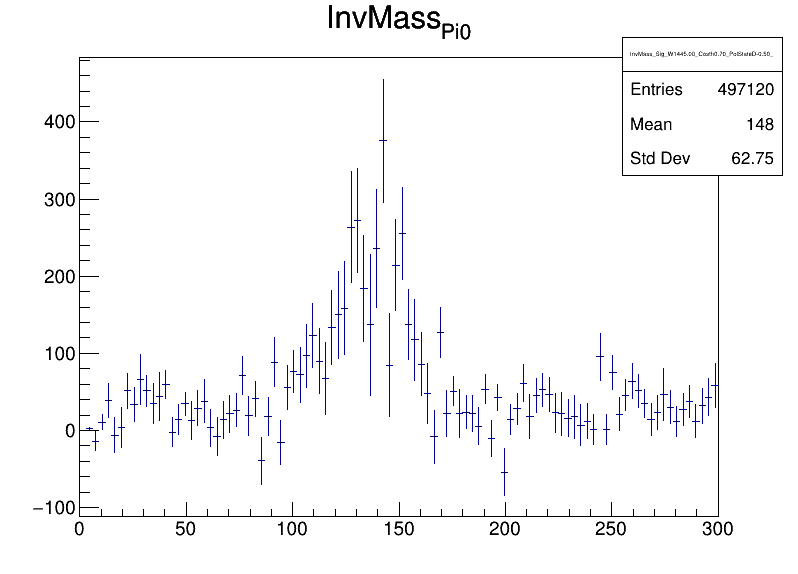 InvMass_Pi0
InvMass_Sig_W1445.00_Costh0.70_PolStateD-0.50_
Entries 497120
Mean 148
Std Dev 62.75
400
300
200
100
0
−100
0 50 100 150 200 250 300